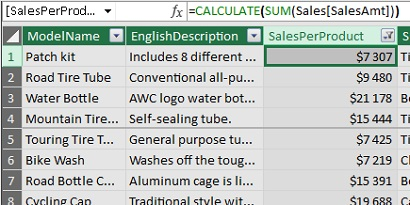 [SalesPerProd... fx =CALCULATE(SUM(Sales[SalesAmt]))
ModelName EnglishDescription SalesPerProduct S
1 Patch kit Includes 8 different ... $7 307 Ti
2 Road Tire Tube Conventional all-pu... $9 480 Ti
3 Water Bottle AWC logo water bot... $21 178 B
4 Mountain Tire... Self-sealing tube. $15 444 Ti
5 Touring Tire T... General purpose tu... $7 425 Ti
6 Bike Wash Washes off the toug... $7 219 Cl
7 Road Bottle C... Aluminum cage is li... $15 391 B
8 Cycling Cap Traditional style wit... $19 688 C